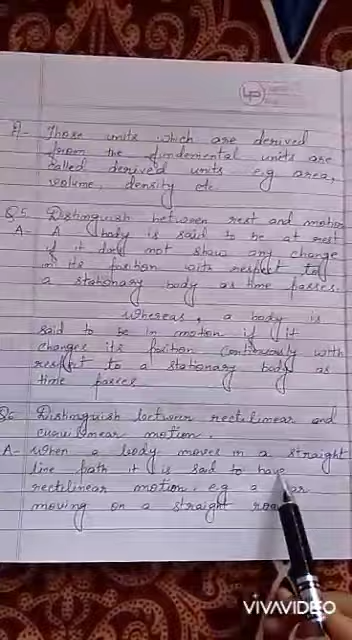 A- Those units which are derived
from the fundemental units are
called derived units e.g area,
volume, density etc
Q5 Distinguish between rest and motion
A- A body is said to be at rest
if it does not show any change
in its position with respect to
a stationary body as time passes.
Whereas, a body is
said to be in motion if it
changes its position continuously with
respect to a stationary body as
time passes
Q6 Distinguish between rectilinear and
motion.
A- When a body moves in a straight
line path it is said to have
rectilinear motion. e.g a
moving on a straight
VIVAVIDEO